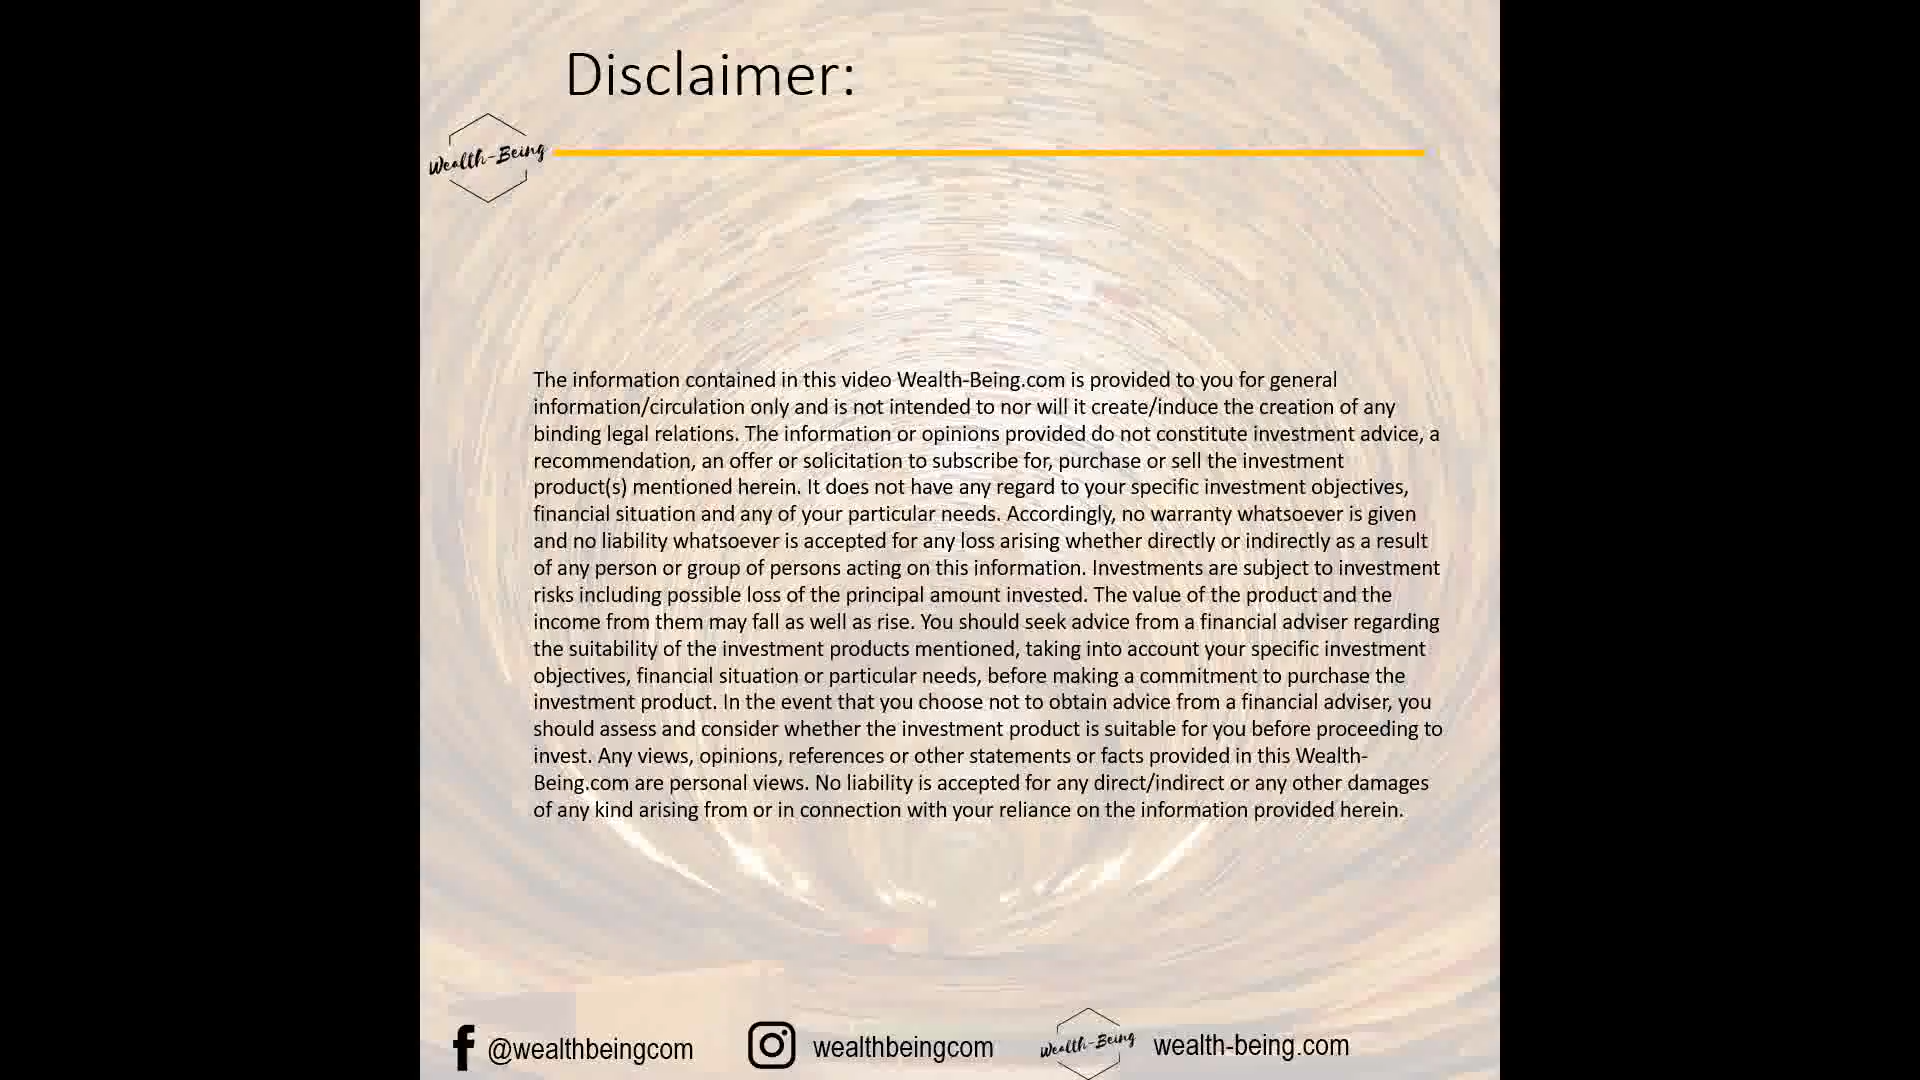 Disclaimer:
Wealth-Being
The information contained in this video Wealth-Being.com is provided to you for general
information/circulation only and is not intended to nor will it create/induce the creation of any
binding legal relations. The information or opinions provided do not constitute investment advice, a
recommendation, an offer or solicitation to subscribe for, purchase or sell the investment
product(s) mentioned herein. It does not have any regard to your specific investment objectives,
financial situation and any of your particular needs. Accordingly, no warranty whatsoever is given
and no liability whatsoever is accepted for any loss arising whether directly or indirectly as a result
of any person or group of persons acting on this information. Investments are subject to investment
risks including possible loss of the principal amount invested. The value of the product and the
income from them may fall as well as rise. You should seek advice from a financial adviser regarding
the suitability of the investment products mentioned, taking into account your specific investment
objectives, financial situation or particular needs, before making a commitment to purchase the
investment product. In the event that you choose not to obtain advice from a financial adviser, you
should assess and consider whether the investment product is suitable for you before proceeding to
invest. Any views, opinions, references or other statements or facts provided in this Wealth-
Being.com are personal views. No liability is accepted for any direct/indirect or any other damages
of any kind arising from or in connection with your reliance on the information provided herein.
@wealthbeingcom wealthbeingcom Wealth-Being wealth-being.com